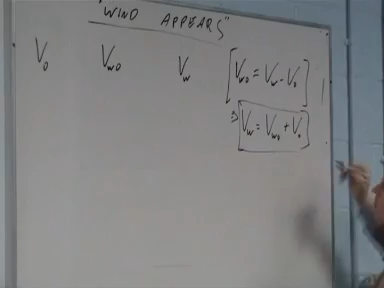 "WIND APPEARS"
V₀ V_w₀ V_w [V_w₀ = V_w - V₀]
∴ V_w = V_w₀ + V₀